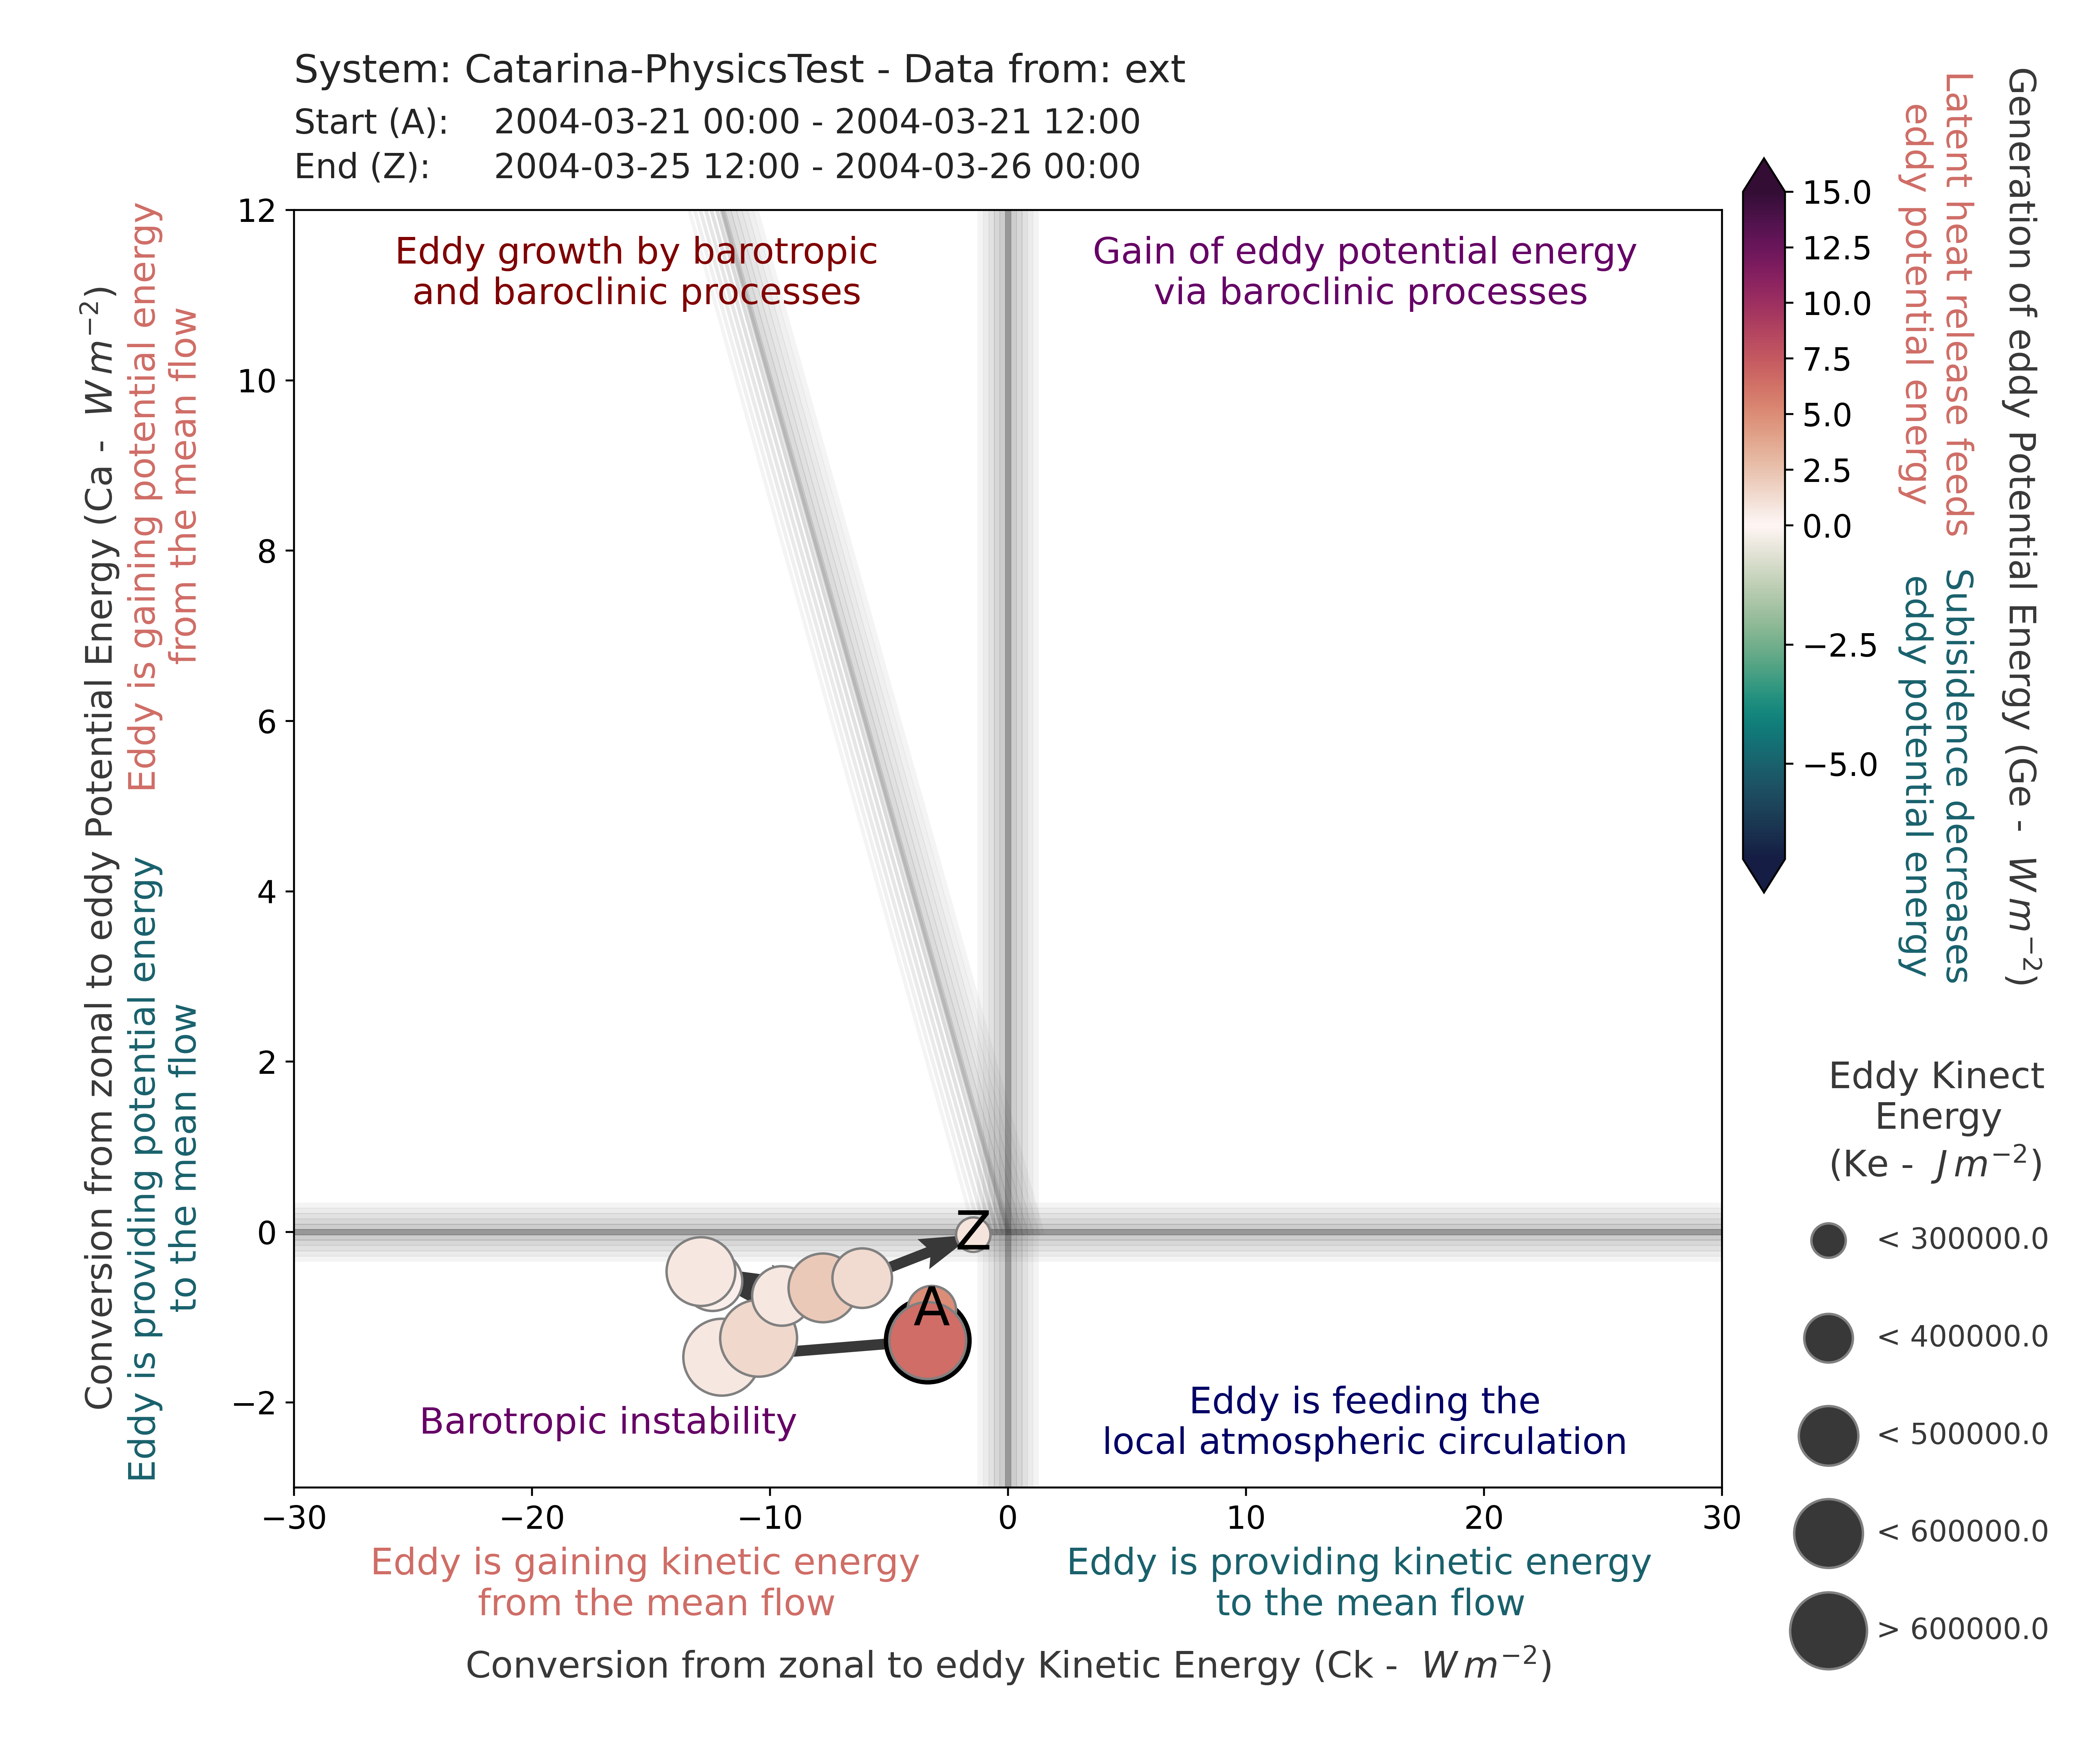 System: Catarina-PhysicsTest - Data from: ext
Start (A): 2004-03-21 00:00 - 2004-03-21 12:00
End (Z): 2004-03-25 12:00 - 2004-03-26 00:00
Conversion from zonal to eddy Potential Energy (Ca - W m⁻²)
Eddy is gaining potential energy
from the mean flow
Eddy is providing potential energy
to the mean flow
12
10
8
6
4
2
0
−2
Eddy growth by barotropic
and baroclinic processes
Gain of eddy potential energy
via baroclinic processes
Z
A
Barotropic instability
Eddy is feeding the
local atmospheric circulation
−30
−20
−10
0
10
20
30
Eddy is gaining kinetic energy
from the mean flow
Eddy is providing kinetic energy
to the mean flow
Conversion from zonal to eddy Kinetic Energy (Ck - W m⁻²)
15.0
12.5
10.0
7.5
5.0
2.5
0.0
−2.5
−5.0
Latent heat release feeds
eddy potential energy
Subisidence decreases
eddy potential energy
Generation of eddy Potential Energy (Ge - W m⁻²)
Eddy Kinect
Energy
(Ke - J m⁻²)
< 300000.0
< 400000.0
< 500000.0
< 600000.0
> 600000.0